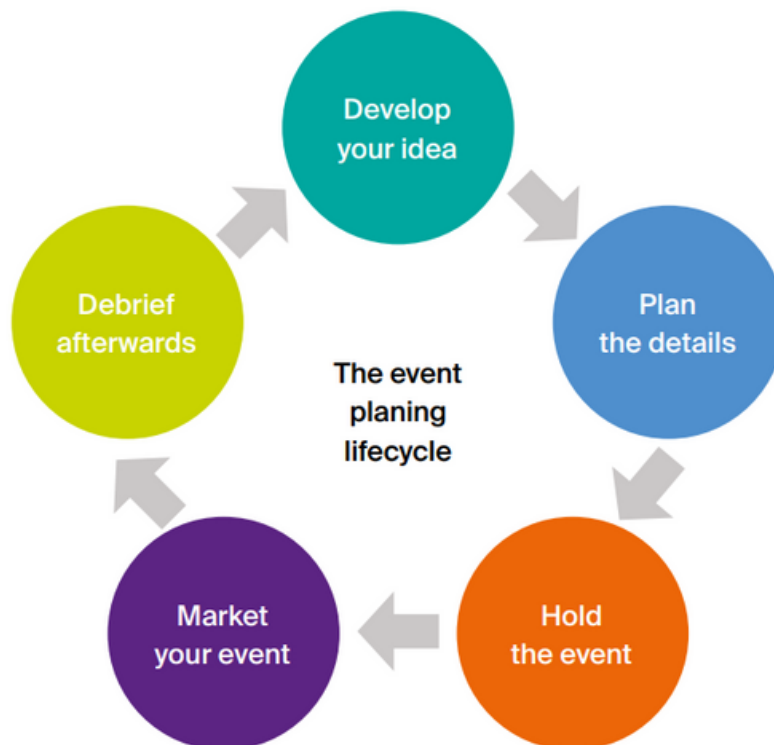 Develop
your idea
Plan
the details
Hold
the event
Market
your event
Debrief
afterwards
The event
planing
lifecycle